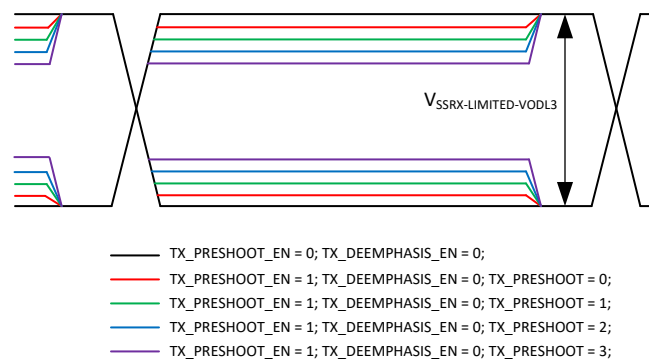 VSSRX-LIMITED-VODL3
TX_PRESHOOT_EN = 0; TX_DEEMPHASIS_EN = 0;
TX_PRESHOOT_EN = 1; TX_DEEMPHASIS_EN = 0; TX_PRESHOOT = 0;
TX_PRESHOOT_EN = 1; TX_DEEMPHASIS_EN = 0; TX_PRESHOOT = 1;
TX_PRESHOOT_EN = 1; TX_DEEMPHASIS_EN = 0; TX_PRESHOOT = 2;
TX_PRESHOOT_EN = 1; TX_DEEMPHASIS_EN = 0; TX_PRESHOOT = 3;